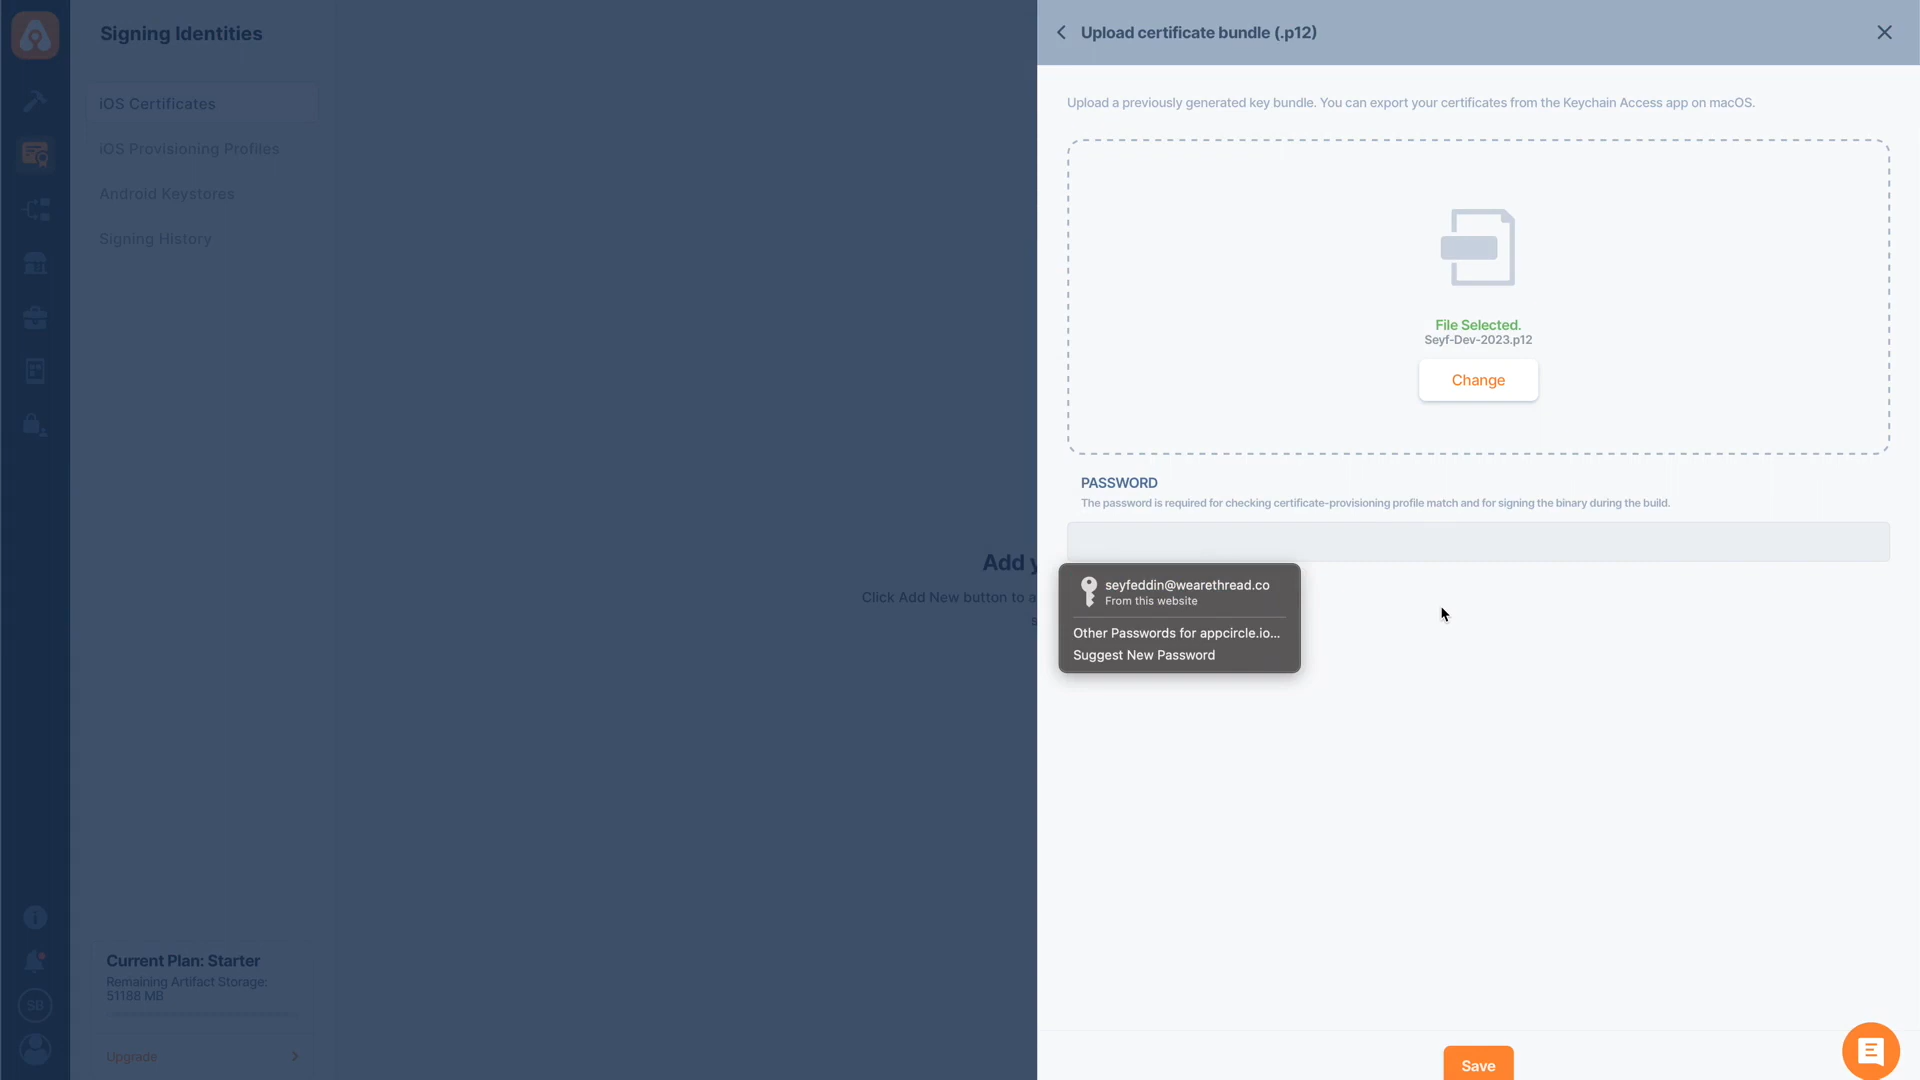 Signing Identities
iOS Certificates
iOS Provisioning Profiles
Android Keystores
Signing History
Add y
Click Add New button to a
s
Current Plan: Starter
Remaining Artifact Storage:
51188 MB
Upgrade
SB
Upload certificate bundle (.p12)
Upload a previously generated key bundle. You can export your certificates from the Keychain Access app on macOS.
File Selected.
Seyf-Dev-2023.p12
Change
PASSWORD
The password is required for checking certificate-provisioning profile match and for signing the binary during the build.
seyfeddin@wearethread.co
From this website
Other Passwords for appcircle.io...
Suggest New Password
Save